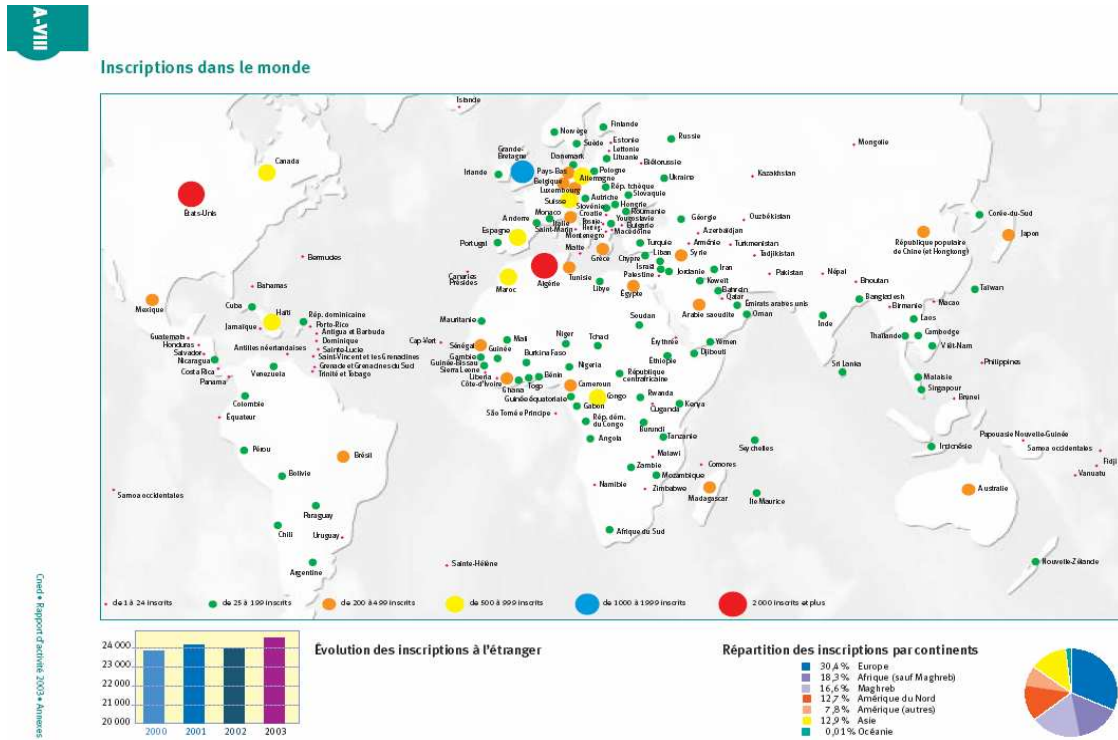 A-VIII
Inscriptions dans le monde
Islande
Norvège
Finlande
Suède
Estonie
Lettonie
Lituanie
Russie
Mongolie
Grande-
Bretagne
Danemark
Irlande
Pays-Bas
Pologne
Biélorussie
Belgique
Allemagne
Luxembourg
Rép. tchèque
Ukraine
Kazakhstan
Canada
Suisse
Autriche
Slovaquie
Slovénie
Hongrie
Croatie
Roumanie
Monaco
Andorre
Italie
Yougoslavie
Saint-Marin
Bulgarie
Macédoine
Montenegro
Géorgie
Ouzbékistan
Azerbaïdjan
Corée-du-Sud
États-Unis
Espagne
Portugal
Malte
Grèce
Turquie
Arménie
Turkmenistan
Tadjikistan
Chypre
Liban
Syrie
République populaire
de Chine (et Hongkong)
Japon
Bermudes
Canaries
Présides
Maroc
Algérie
Tunisie
Libye
Israël
Palestine
Jordanie
Iran
Koweït
Pakistan
Népal
Bhoutan
Bahamas
Égypte
Bahrein
Qatar
Émirats arabes unis
Bangladesh
Birmanie
Macao
Taïwan
Mexique
Cuba
Haïti
Rép. dominicaine
Porto-Rico
Jamaïque
Antigua et Barbuda
Dominique
Sainte-Lucie
Saint-Vincent et les Grenadines
Grenade et Grenadines du Sud
Trinité et Tobago
Antilles néerlandaises
Guatemala
Honduras
Salvador
Nicaragua
Costa Rica
Panama
Venezuela
Colombie
Équateur
Mauritanie
Arabie saoudite
Oman
Inde
Laos
Thaïlande
Cambodge
Viêt-Nam
Cap-Vert
Sénégal
Mali
Niger
Tchad
Soudan
Érythrée
Yémen
Gambie
Guinée
Guinée-Bissau
Sierra Leone
Burkina Faso
Djibouti
Éthiopie
Liberia
Côte-d'Ivoire
Ghana
Togo
Bénin
Nigeria
République
centrafricaine
Sri Lanka
Philippines
Malaisie
Singapour
Brunei
Cameroun
Guinée équatoriale
Congo
Gabon
São Tomé e Principe
Rép. dém.
du Congo
Rwanda
Ouganda
Kenya
Burundi
Tanzanie
Angola
Seychelles
Indonésie
Papouasie Nouvelle-Guinée
Samoa occidentales
Fidji
Vanuatu
Pérou
Brésil
Bolivie
Malawi
Comores
Zambie
Mozambique
Namibie
Zimbabwe
Madagascar
Île Maurice
Australie
Samoa occidentales
Paraguay
Chili
Uruguay
Argentine
Afrique du Sud
Sainte-Hélène
Nouvelle-Zélande
de 1 à 24 inscrits
de 25 à 199 inscrits
de 200 à 499 inscrits
de 500 à 999 inscrits
de 1000 à 1999 inscrits
2 000 inscrits et plus
24 000
23 000
22 000
21 000
20 000
2000
2001
2002
2003
Évolution des inscriptions à l'étranger
Répartition des inscriptions par continents
30,4 % Europe
18,3 % Afrique (sauf Maghreb)
16,6 % Maghreb
12,7 % Amérique du Nord
7,8 % Amérique (autres)
12,9 % Asie
0,01 % Océanie
Cned • Rapport d'activité 2003 • Annexes